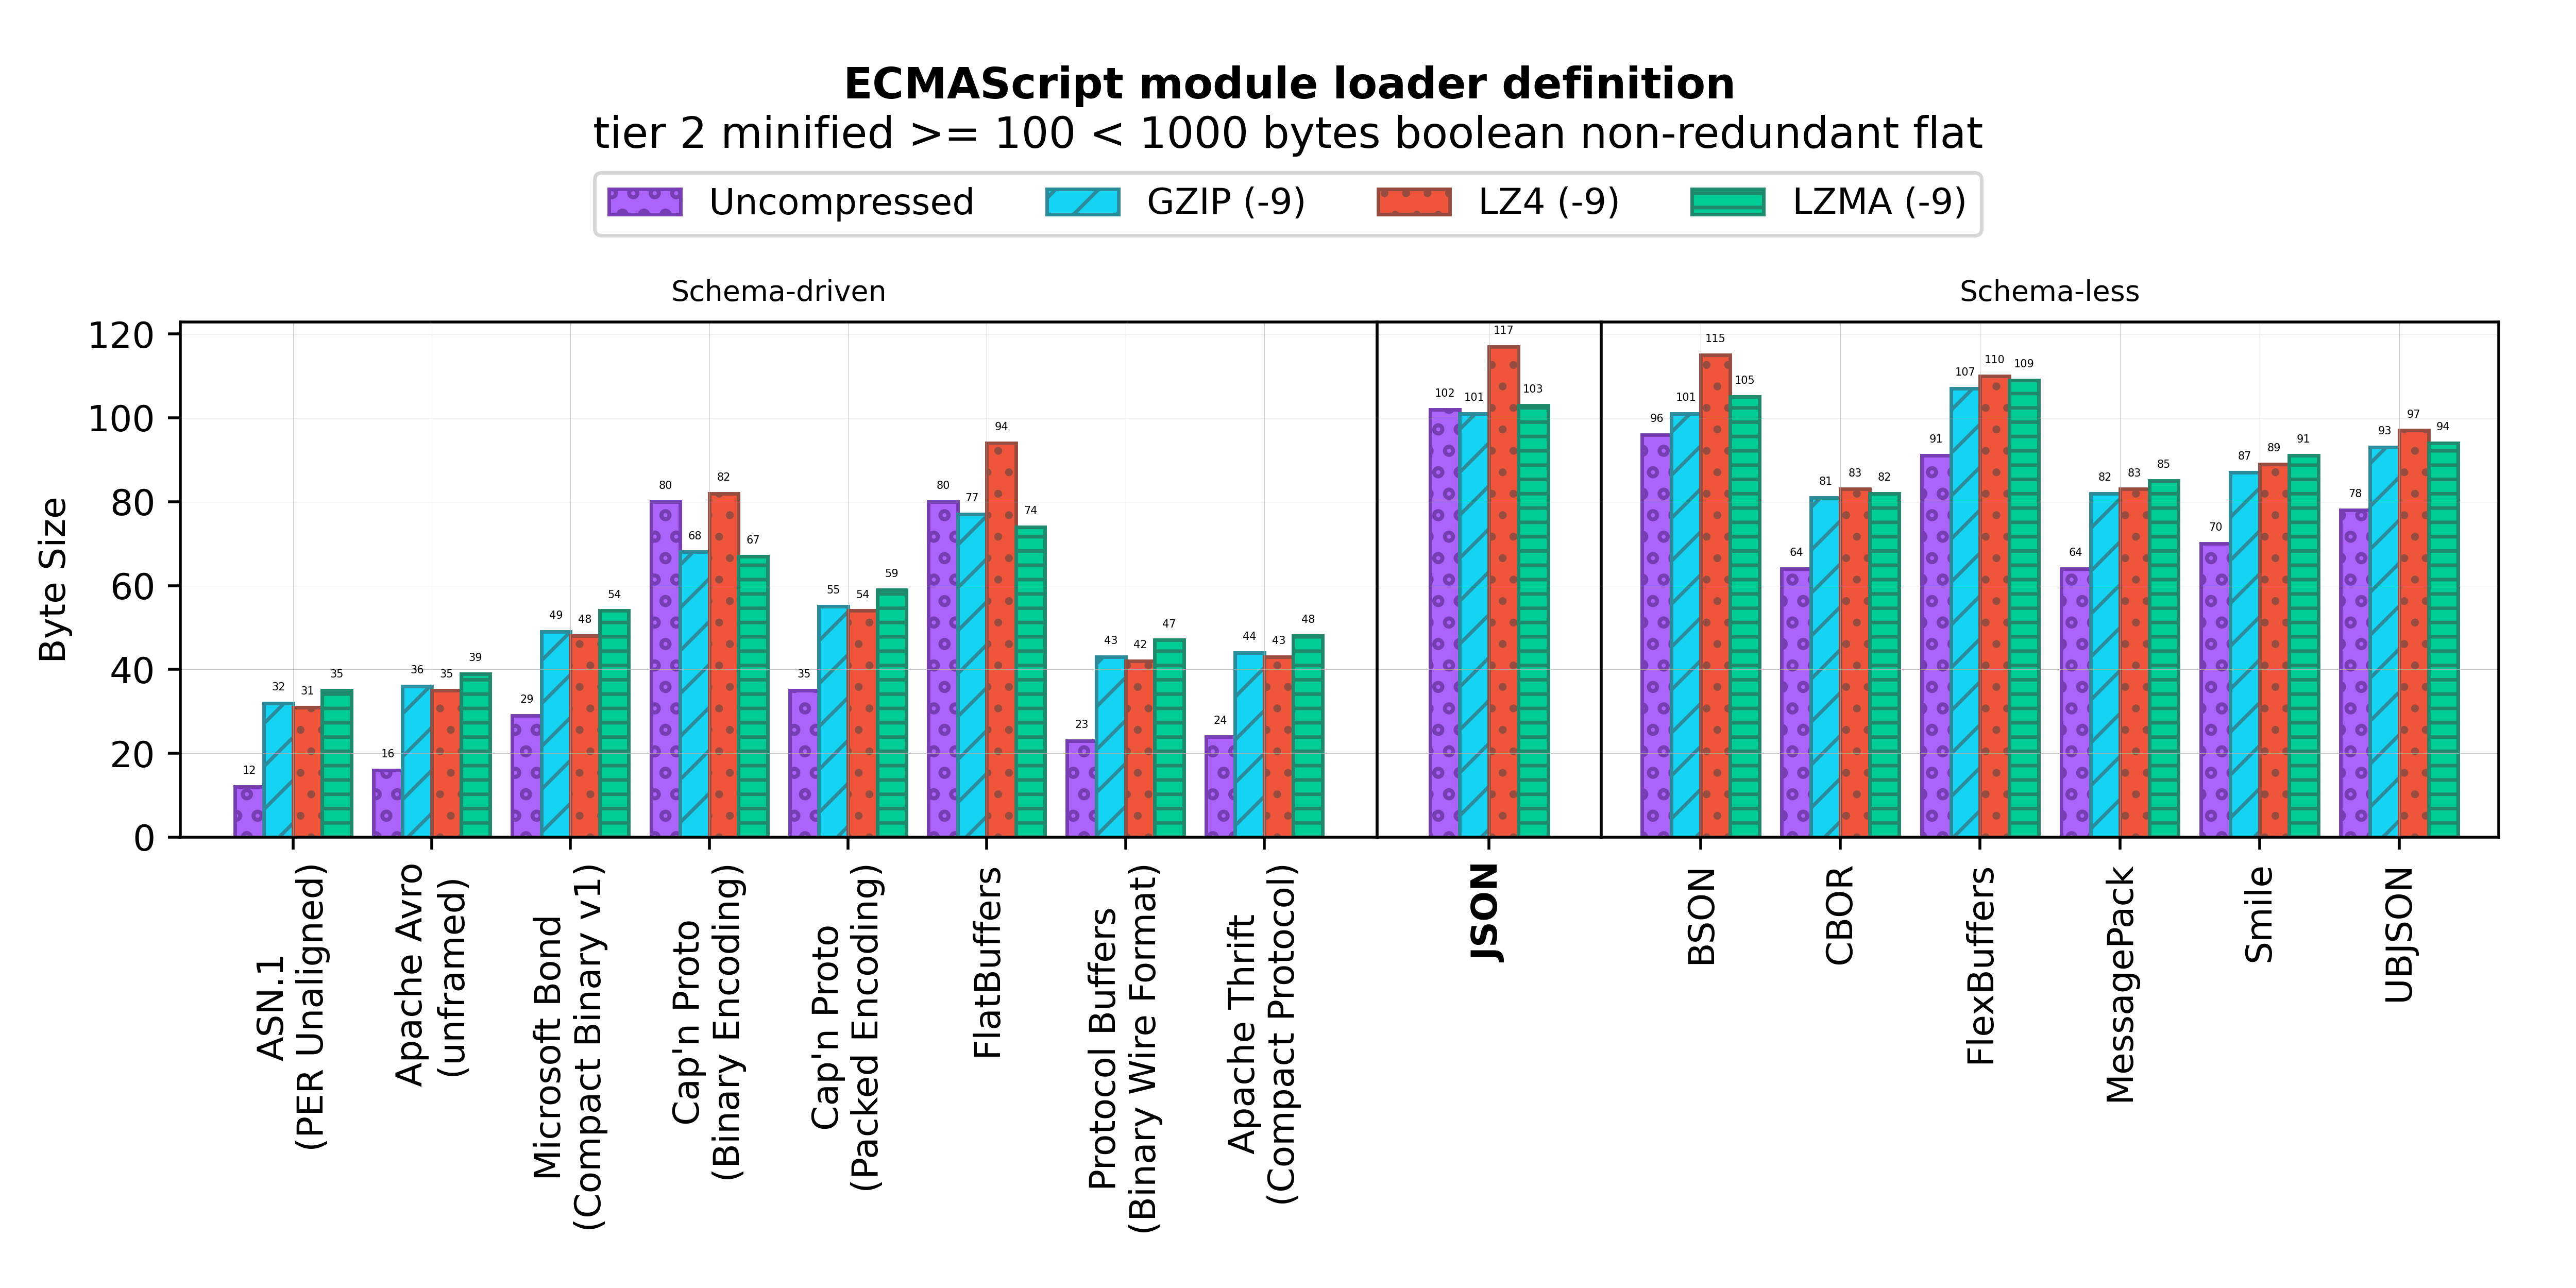 ECMAScript module loader definition
tier 2 minified >= 100 < 1000 bytes boolean non-redundant flat
Uncompressed GZIP (-9) LZ4 (-9) LZMA (-9)
Schema-driven Schema-less
Byte Size
120
100
80
60
40
20
0
12 32 31 35
16 36 35 39
29 49 48 54
80 68 82 67
35 55 54 59
80 77 94 74
23 43 42 47
24 44 43 48
102 101 117 103
96 101 115 105
64 81 83 82
91 107 110 109
64 82 83 85
70 87 89 91
78 93 97 94
ASN.1
(PER Unaligned)
Apache Avro
(unframed)
Microsoft Bond
(Compact Binary v1)
Cap'n Proto
(Binary Encoding)
Cap'n Proto
(Packed Encoding)
FlatBuffers
Protocol Buffers
(Binary Wire Format)
Apache Thrift
(Compact Protocol)
JSON
BSON
CBOR
FlexBuffers
MessagePack
Smile
UBJSON